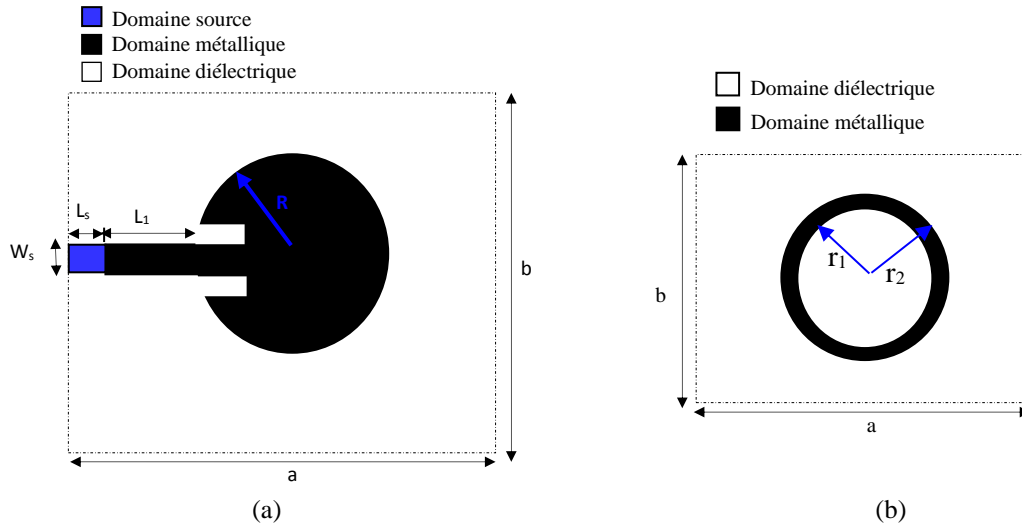 Domaine source
Domaine métallique
Domaine diélectrique
Ls
L1
Ws
R
b
a
(a)
Domaine diélectrique
Domaine métallique
r1
r2
b
a
(b)